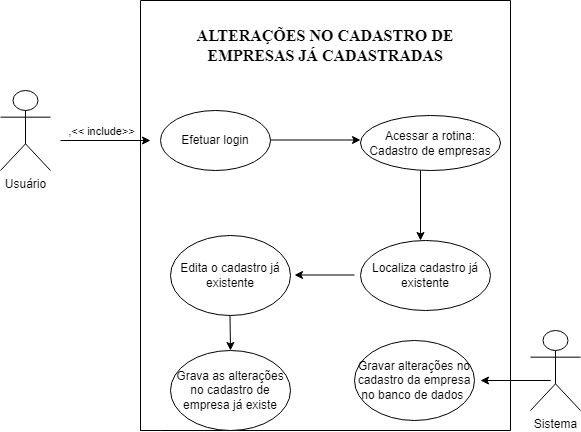 ALTERAÇÕES NO CADASTRO DE
EMPRESAS JÁ CADASTRADAS
,<< include>>
Usuário
Efetuar login
Acessar a rotina:
Cadastro de empresas
Edita o cadastro já
existente
Localiza cadastro já
existente
Grava as alterações
no cadastro de
empresa já existe
Gravar alterações no
cadastro da empresa
no banco de dados
Sistema